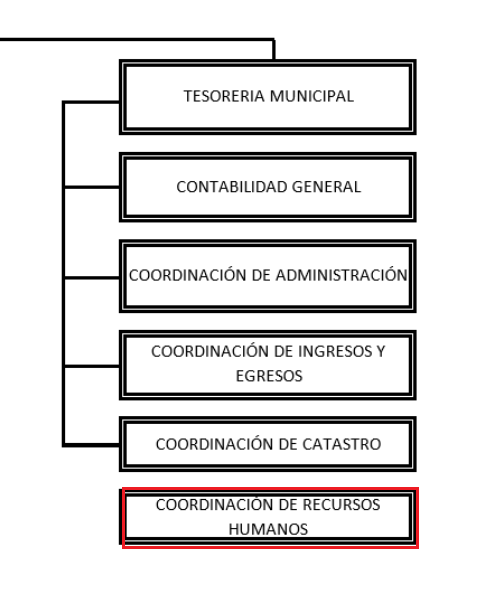 TESORERIA MUNICIPAL
CONTABILIDAD GENERAL
COORDINACIÓN DE ADMINISTRACIÓN
COORDINACIÓN DE INGRESOS Y
EGRESOS
COORDINACIÓN DE CATASTRO
COORDINACIÓN DE RECURSOS
HUMANOS